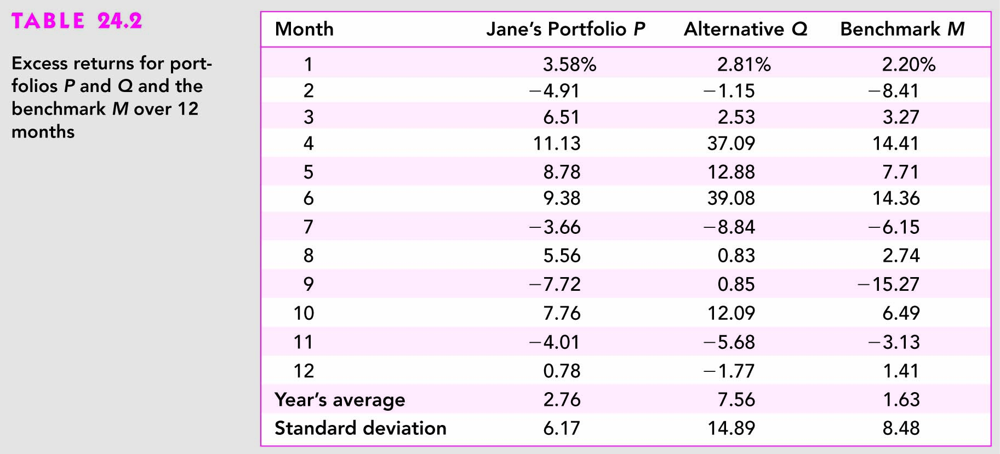 TABLE 24.2
Excess returns for port-
folios P and Q and the
benchmark M over 12
months
Month Jane’s Portfolio P Alternative Q Benchmark M
1 3.58% 2.81% 2.20%
2 −4.91 −1.15 −8.41
3 6.51 2.53 3.27
4 11.13 37.09 14.41
5 8.78 12.88 7.71
6 9.38 39.08 14.36
7 −3.66 −8.84 −6.15
8 5.56 0.83 2.74
9 −7.72 0.85 −15.27
10 7.76 12.09 6.49
11 −4.01 −5.68 −3.13
12 0.78 −1.77 1.41
Year’s average 2.76 7.56 1.63
Standard deviation 6.17 14.89 8.48